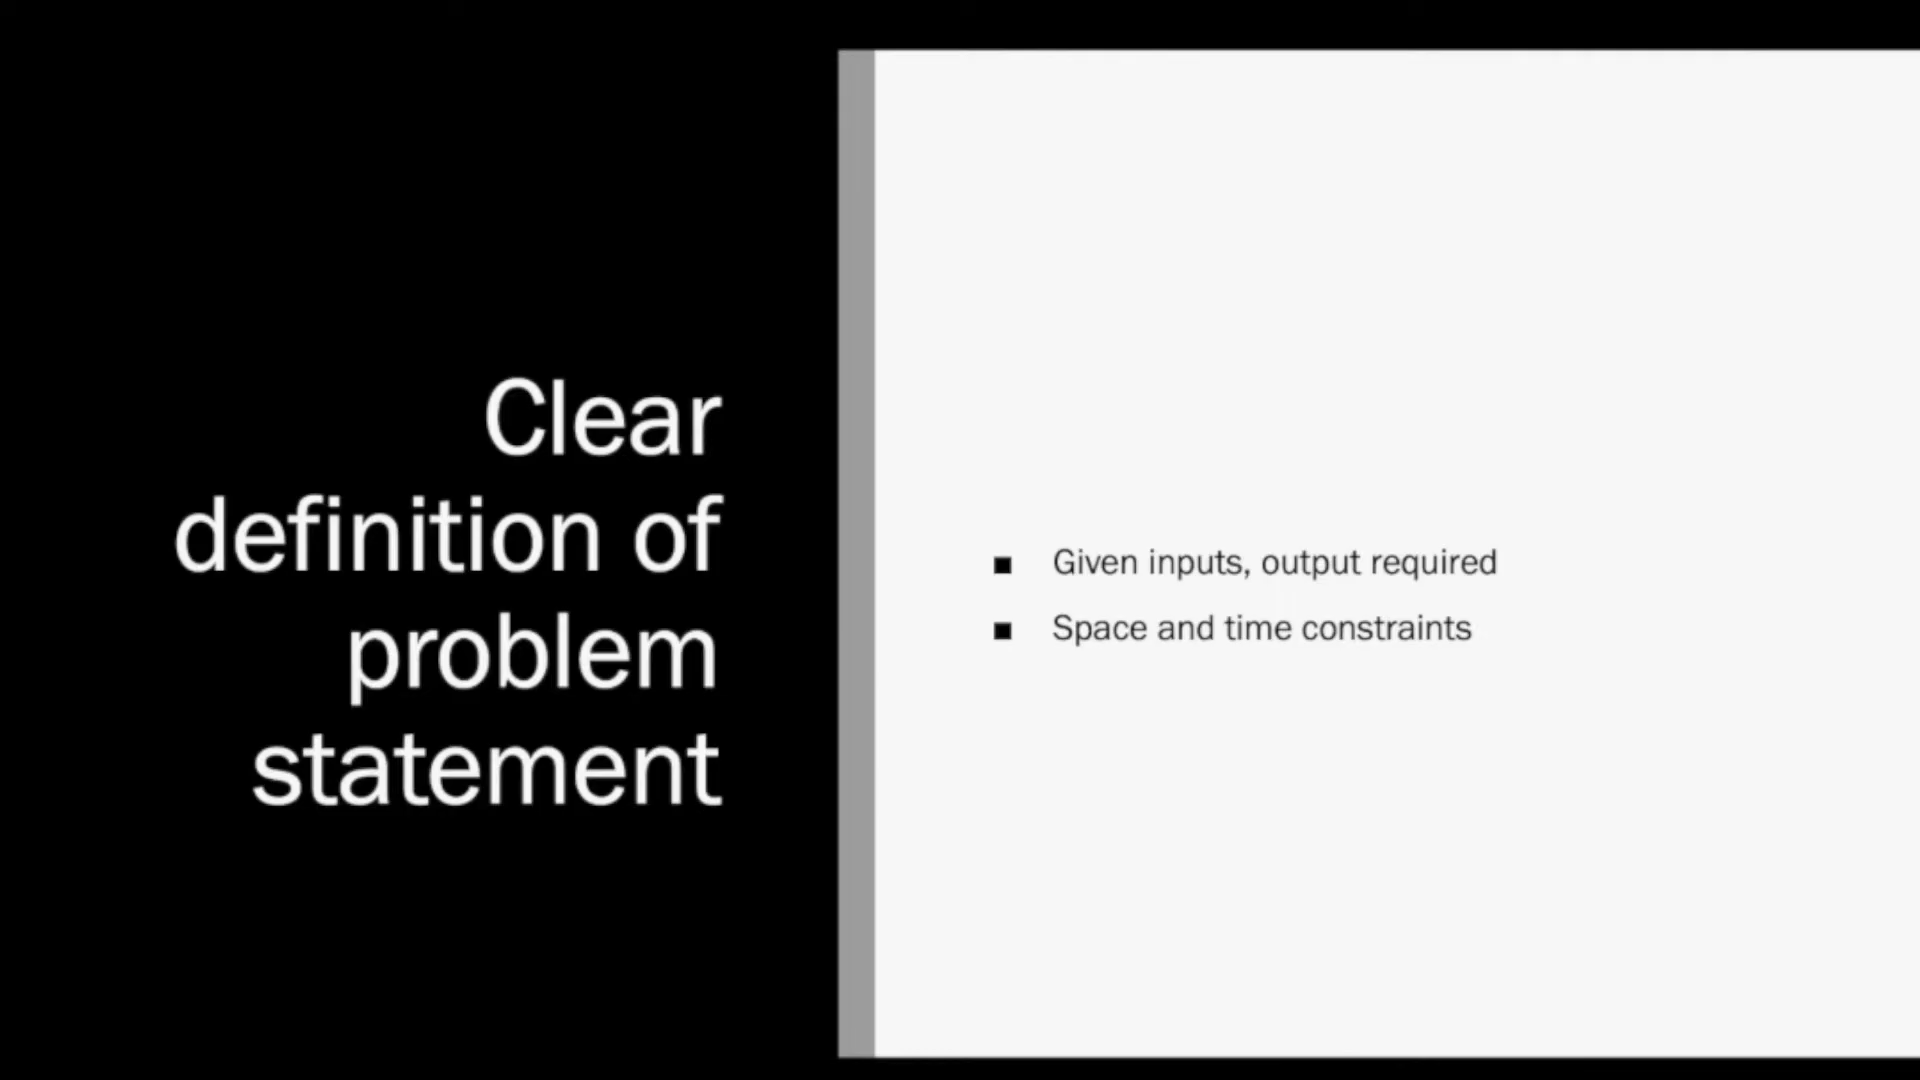 Clear
definition of
problem
statement
■ Given inputs, output required
■ Space and time constraints